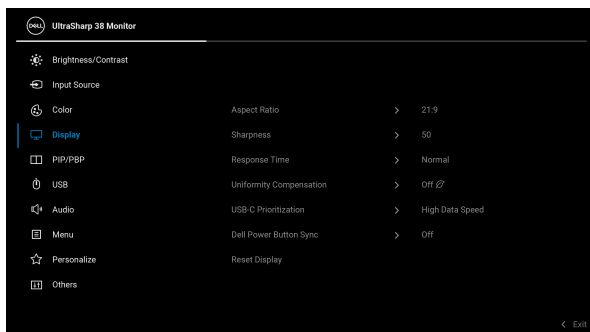 DELL UltraSharp 38 Monitor
Brightness/Contrast
Input Source
Color Aspect Ratio > 21:9
Display Sharpness > 50
PIP/PBP Response Time > Normal
USB Uniformity Compensation > Off
Audio USB-C Prioritization > High Data Speed
Menu Dell Power Button Sync > Off
Personalize Reset Display
Others
< Exit